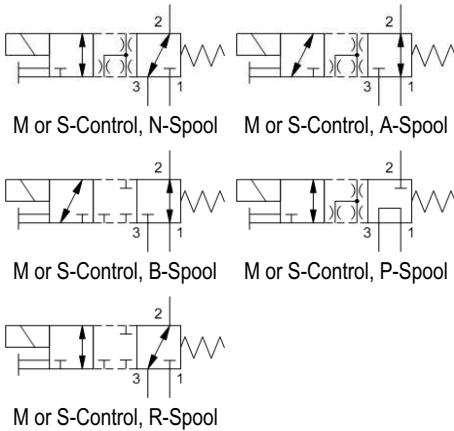 2
3 1
2
3 1
M or S-Control, N-Spool
M or S-Control, A-Spool
2
3 1
2
3 1
M or S-Control, B-Spool
M or S-Control, P-Spool
2
3 1
M or S-Control, R-Spool